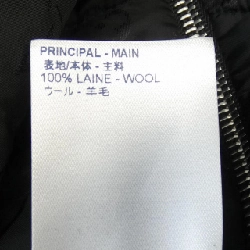 PRINCIPAL - MAIN
表地/本体 - 主料
100% LAINE - WOOL
ウール - 羊毛